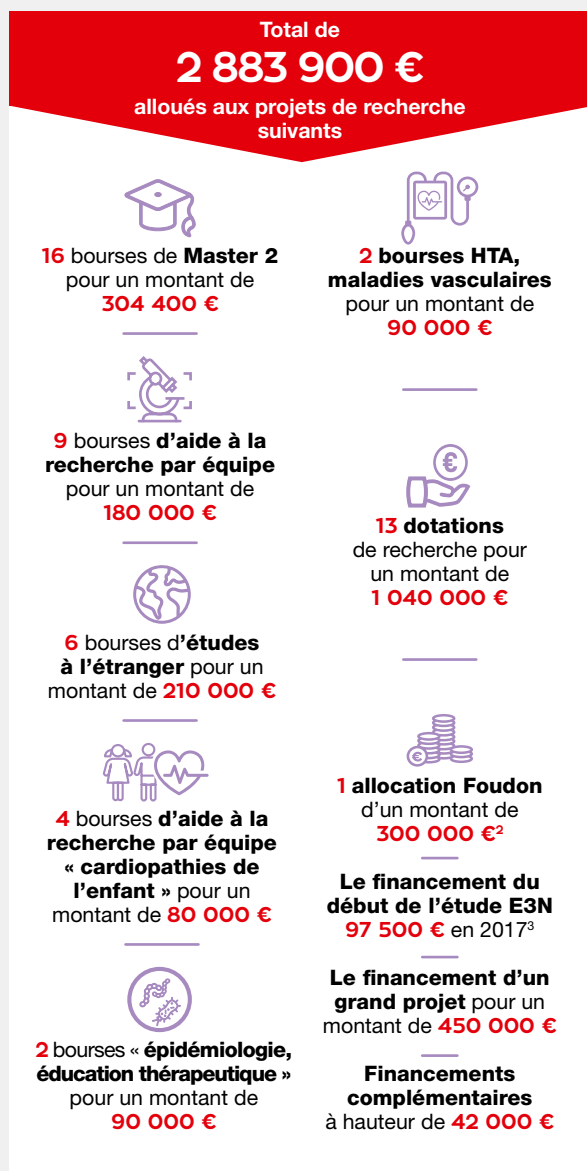 Total de
2 883 900 €
alloués aux projets de recherche
suivants
16 bourses de Master 2
pour un montant de
304 400 €
9 bourses d’aide à la
recherche par équipe
pour un montant de
180 000 €
6 bourses d’études
à l’étranger pour un
montant de 210 000 €
4 bourses d’aide à la
recherche par équipe
« cardiopathies de
l’enfant » pour un
montant de 80 000 €
2 bourses « épidémiologie,
éducation thérapeutique »
pour un montant de
90 000 €
2 bourses HTA,
maladies vasculaires
pour un montant de
90 000 €
€
13 dotations
de recherche pour
un montant de
1 040 000 €
€
1 allocation Foudon
d’un montant de
300 000 €²
Le financement du
début de l’étude E3N
97 500 € en 2017³
Le financement d’un
grand projet pour un
montant de 450 000 €
Financements
complémentaires
à hauteur de 42 000 €